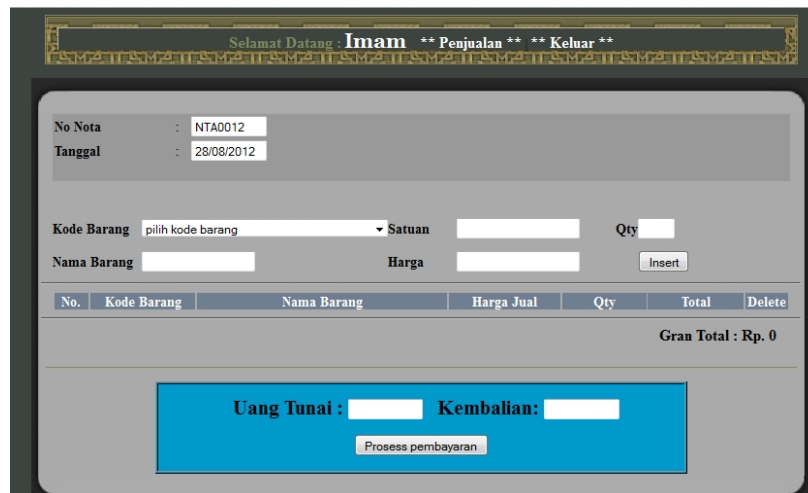 Selamat Datang : Imam ** Penjualan ** ** Keluar **
No Nota : NTA0012
Tanggal : 28/08/2012
Kode Barang pilih kode barang Satuan Qty
Nama Barang Harga Insert
No. Kode Barang Nama Barang Harga Jual Qty Total Delete
Gran Total : Rp. 0
Uang Tunai : Kembalian:
Prosess pembayaran